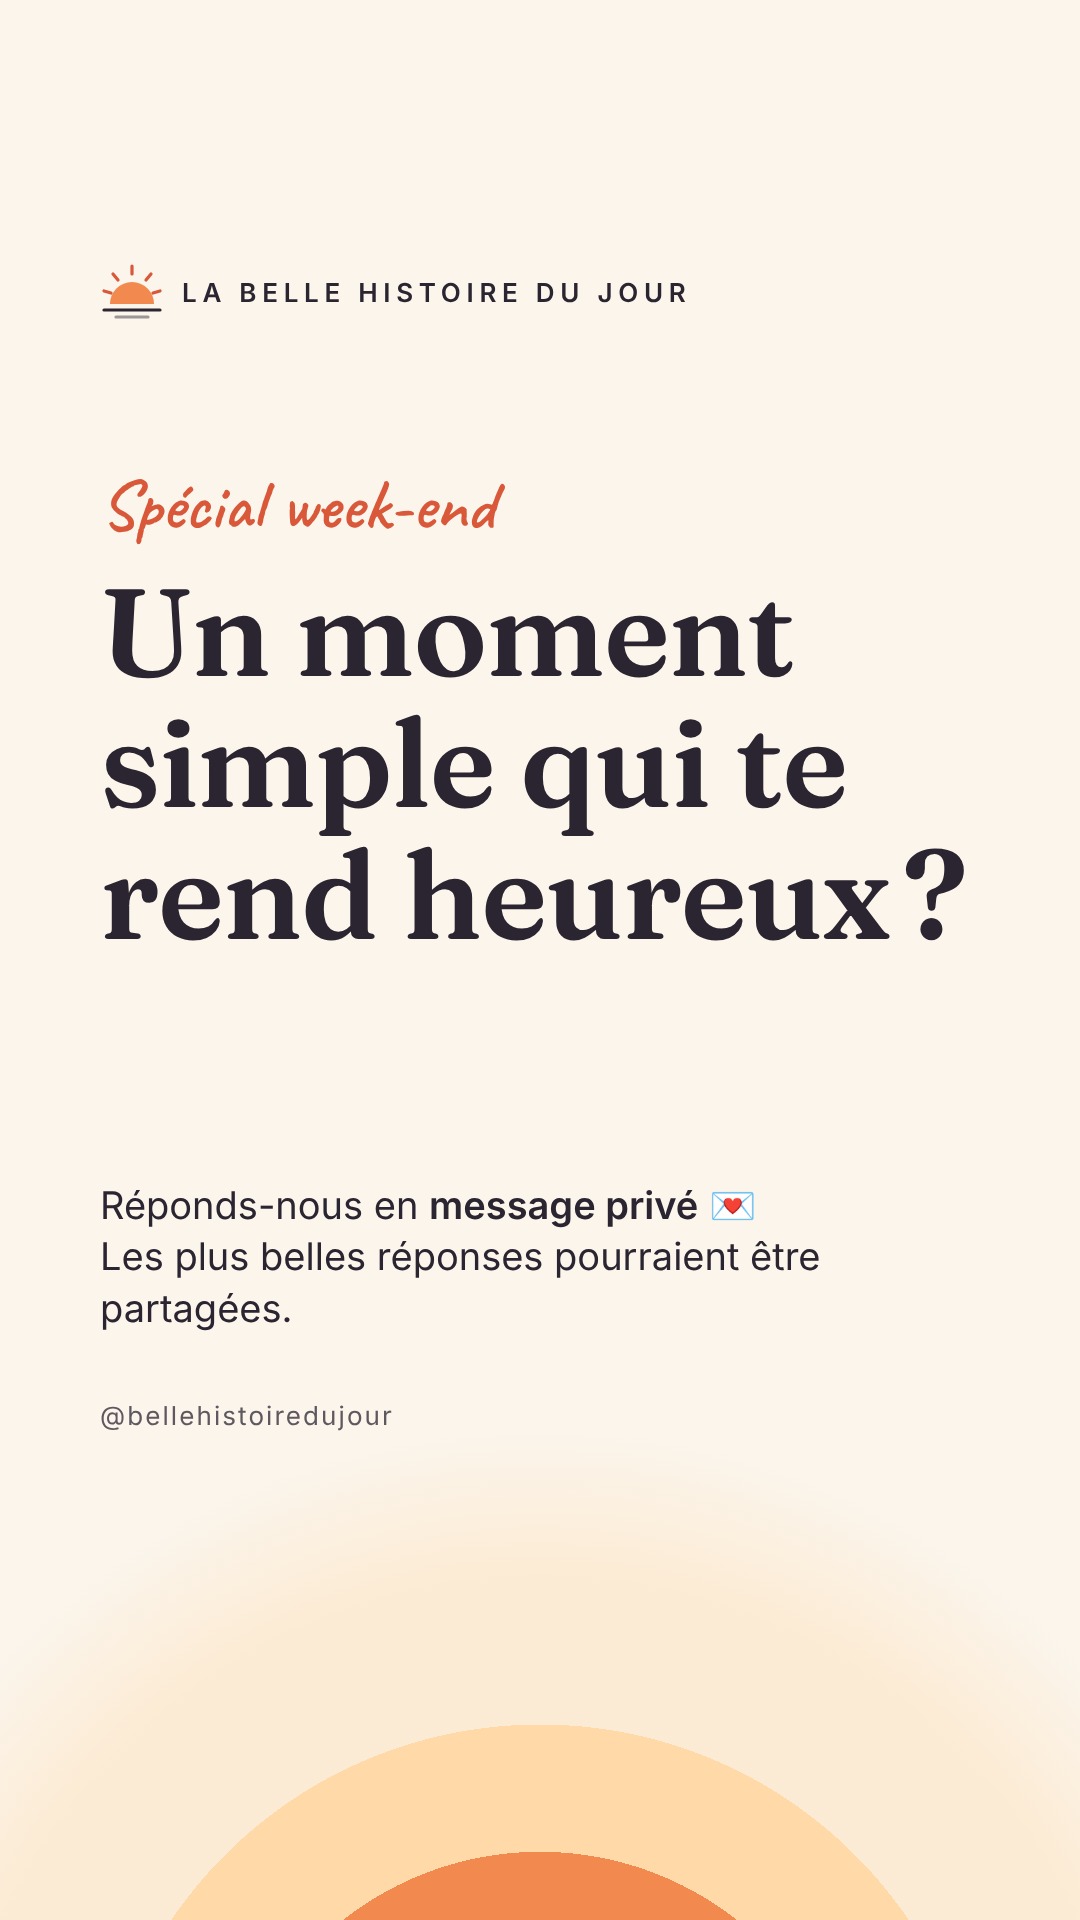 LA BELLE HISTOIRE DU JOUR
Spécial week-end
Un moment
simple qui te
rend heureux ?
Réponds-nous en message privé 💌
Les plus belles réponses pourraient être
partagées.
@bellehistoiredujour